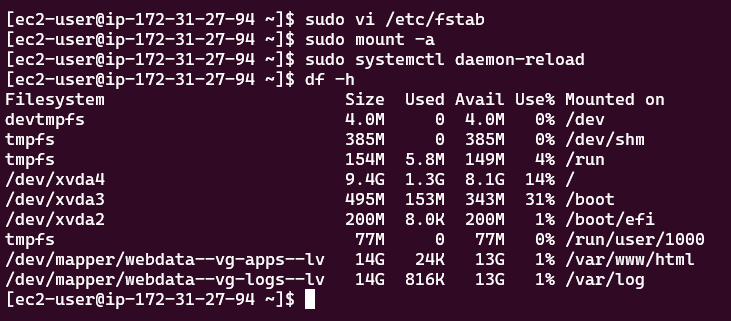 [ec2-user@ip-172-31-27-94 ~]$ sudo vi /etc/fstab
[ec2-user@ip-172-31-27-94 ~]$ sudo mount -a
[ec2-user@ip-172-31-27-94 ~]$ sudo systemctl daemon-reload
[ec2-user@ip-172-31-27-94 ~]$ df -h
Filesystem                        Size  Used Avail Use% Mounted on
devtmpfs                          4.0M     0  4.0M   0% /dev
tmpfs                             385M     0  385M   0% /dev/shm
tmpfs                             154M  5.8M  149M   4% /run
/dev/xvda4                        9.4G  1.3G  8.1G  14% /
/dev/xvda3                        495M  153M  343M  31% /boot
/dev/xvda2                        200M  8.0K  200M   1% /boot/efi
tmpfs                              77M     0   77M   0% /run/user/1000
/dev/mapper/webdata--vg-apps--lv   14G   24K   13G   1% /var/www/html
/dev/mapper/webdata--vg-logs--lv   14G  816K   13G   1% /var/log
[ec2-user@ip-172-31-27-94 ~]$